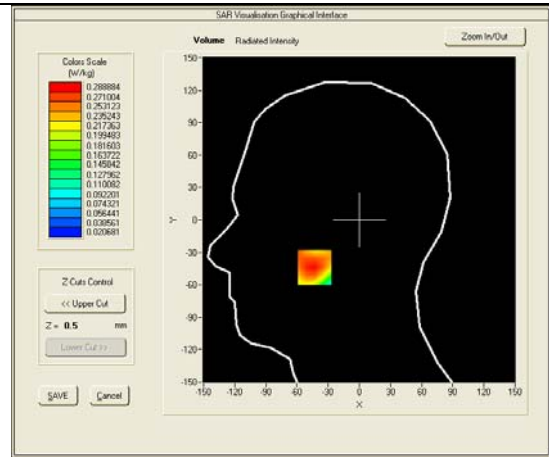 SAR Visualisation Graphical Interface
Volume Radiated Intensity
Zoom In/Out
Colors Scale
(W/kg)
0.288884
0.271004
0.253123
0.235243
0.217363
0.199483
0.181603
0.163722
0.145842
0.127962
0.110082
0.092201
0.074321
0.056441
0.038561
0.020681
Z Cuts Control
<< Upper Cut
Z = 0.5 mm
Lower Cut >>
SAVE Cancel
150
120
90
60
30
0
-30
-60
-90
-120
-150
Y
-150 -120 -90 -60 -30 0 30 60 90 120 150
X